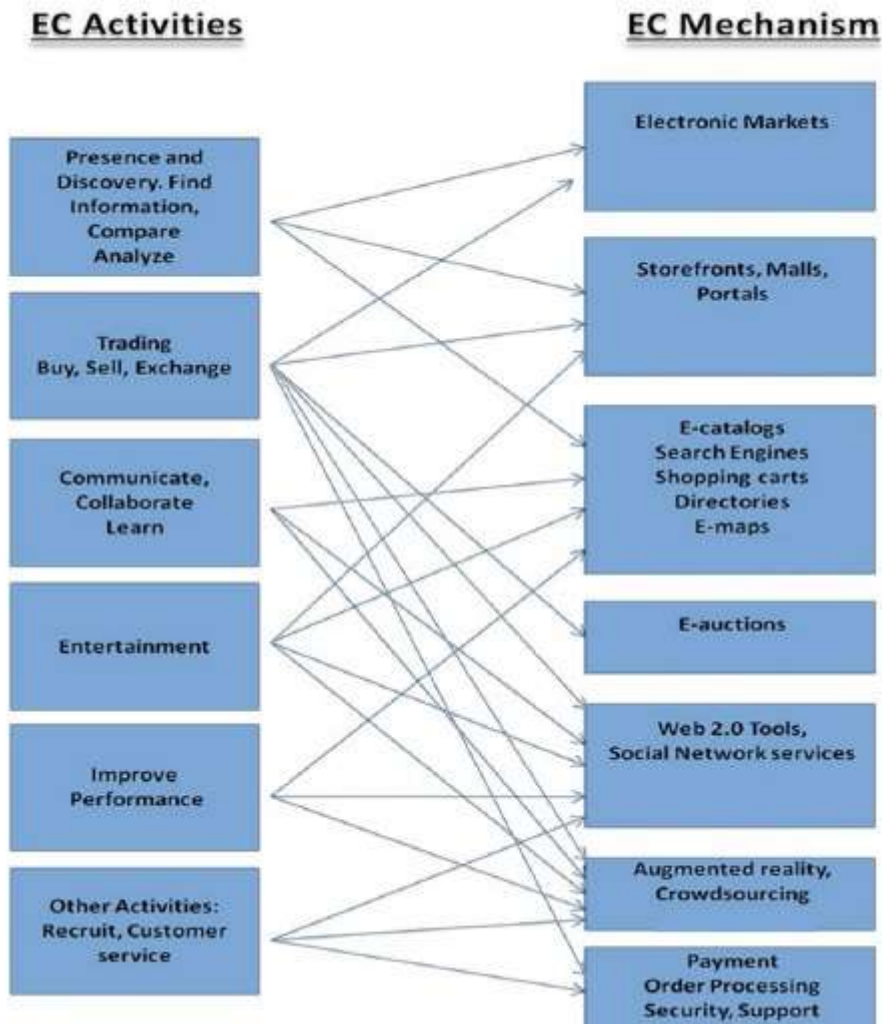 EC Activities
EC Mechanism
Presence and
Discovery. Find
Information,
Compare
Analyze
Trading
Buy, Sell, Exchange
Communicate,
Collaborate
Learn
Entertainment
Improve
Performance
Other Activities:
Recruit, Customer
service
Electronic Markets
Storefronts, Malls,
Portals
E-catalogs
Search Engines
Shopping carts
Directories
E-maps
E-auctions
Web 2.0 Tools,
Social Network services
Augmented reality,
Crowdsourcing
Payment
Order Processing
Security, Support